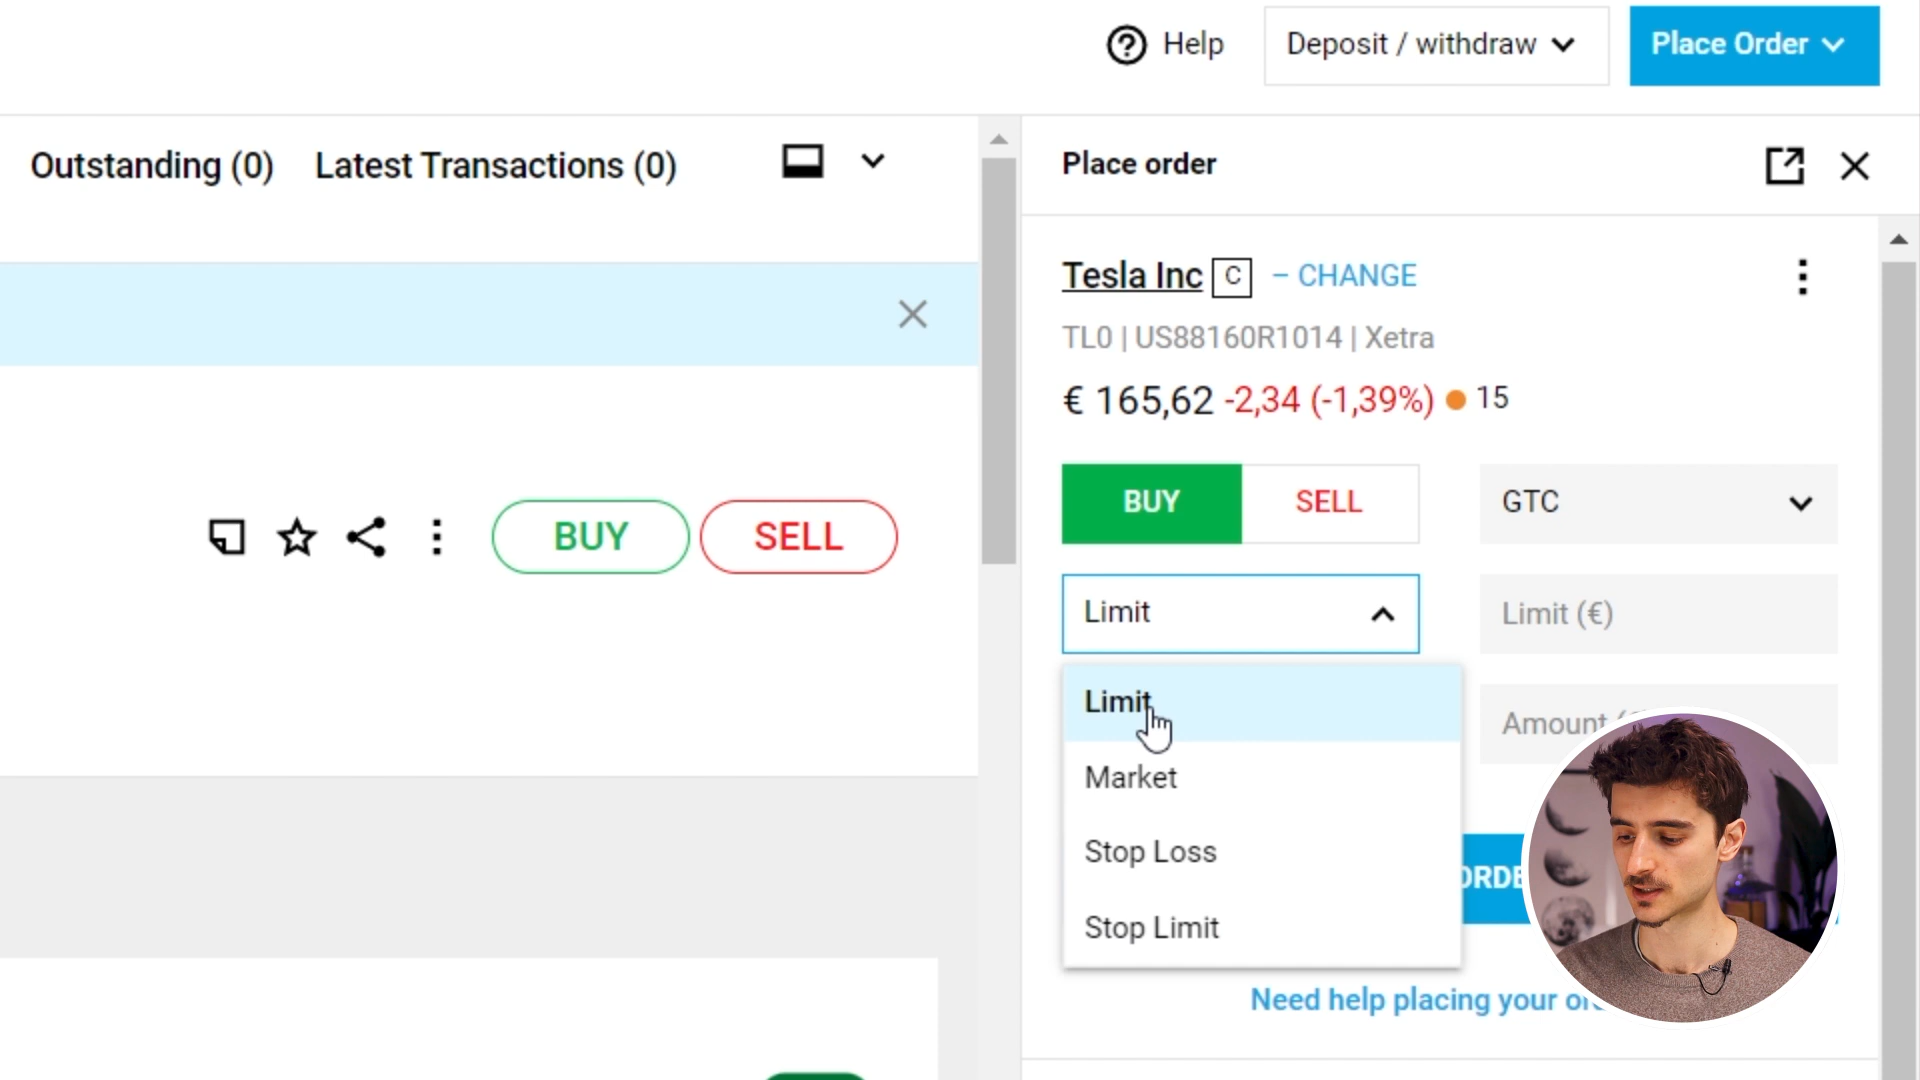 Help
Deposit / withdraw
Place Order
Outstanding (0)
Latest Transactions (0)
Place order
Tesla Inc C – CHANGE
TL0 | US88160R1014 | Xetra
€ 165,62 -2,34 (-1,39%) 15
BUY
SELL
BUY
SELL
GTC
Limit
Limit (€)
Limit
Amount
Market
Stop Loss
Stop Limit
Need help placing your